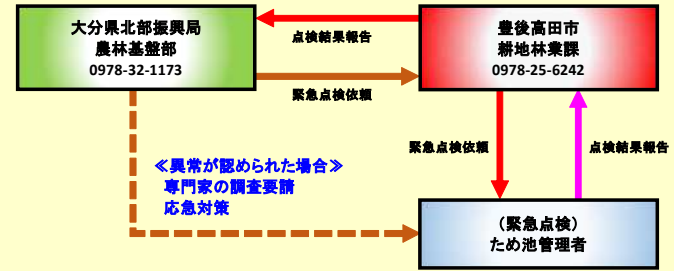 大分県北部振興局
農林基盤部
0978-32-1173
点検結果報告
緊急点検依頼
豊後高田市
耕地林業課
0978-25-6242
緊急点検依頼
点検結果報告
≪異常が認められた場合≫
専門家の調査要請
応急対策
（緊急点検）
ため池管理者